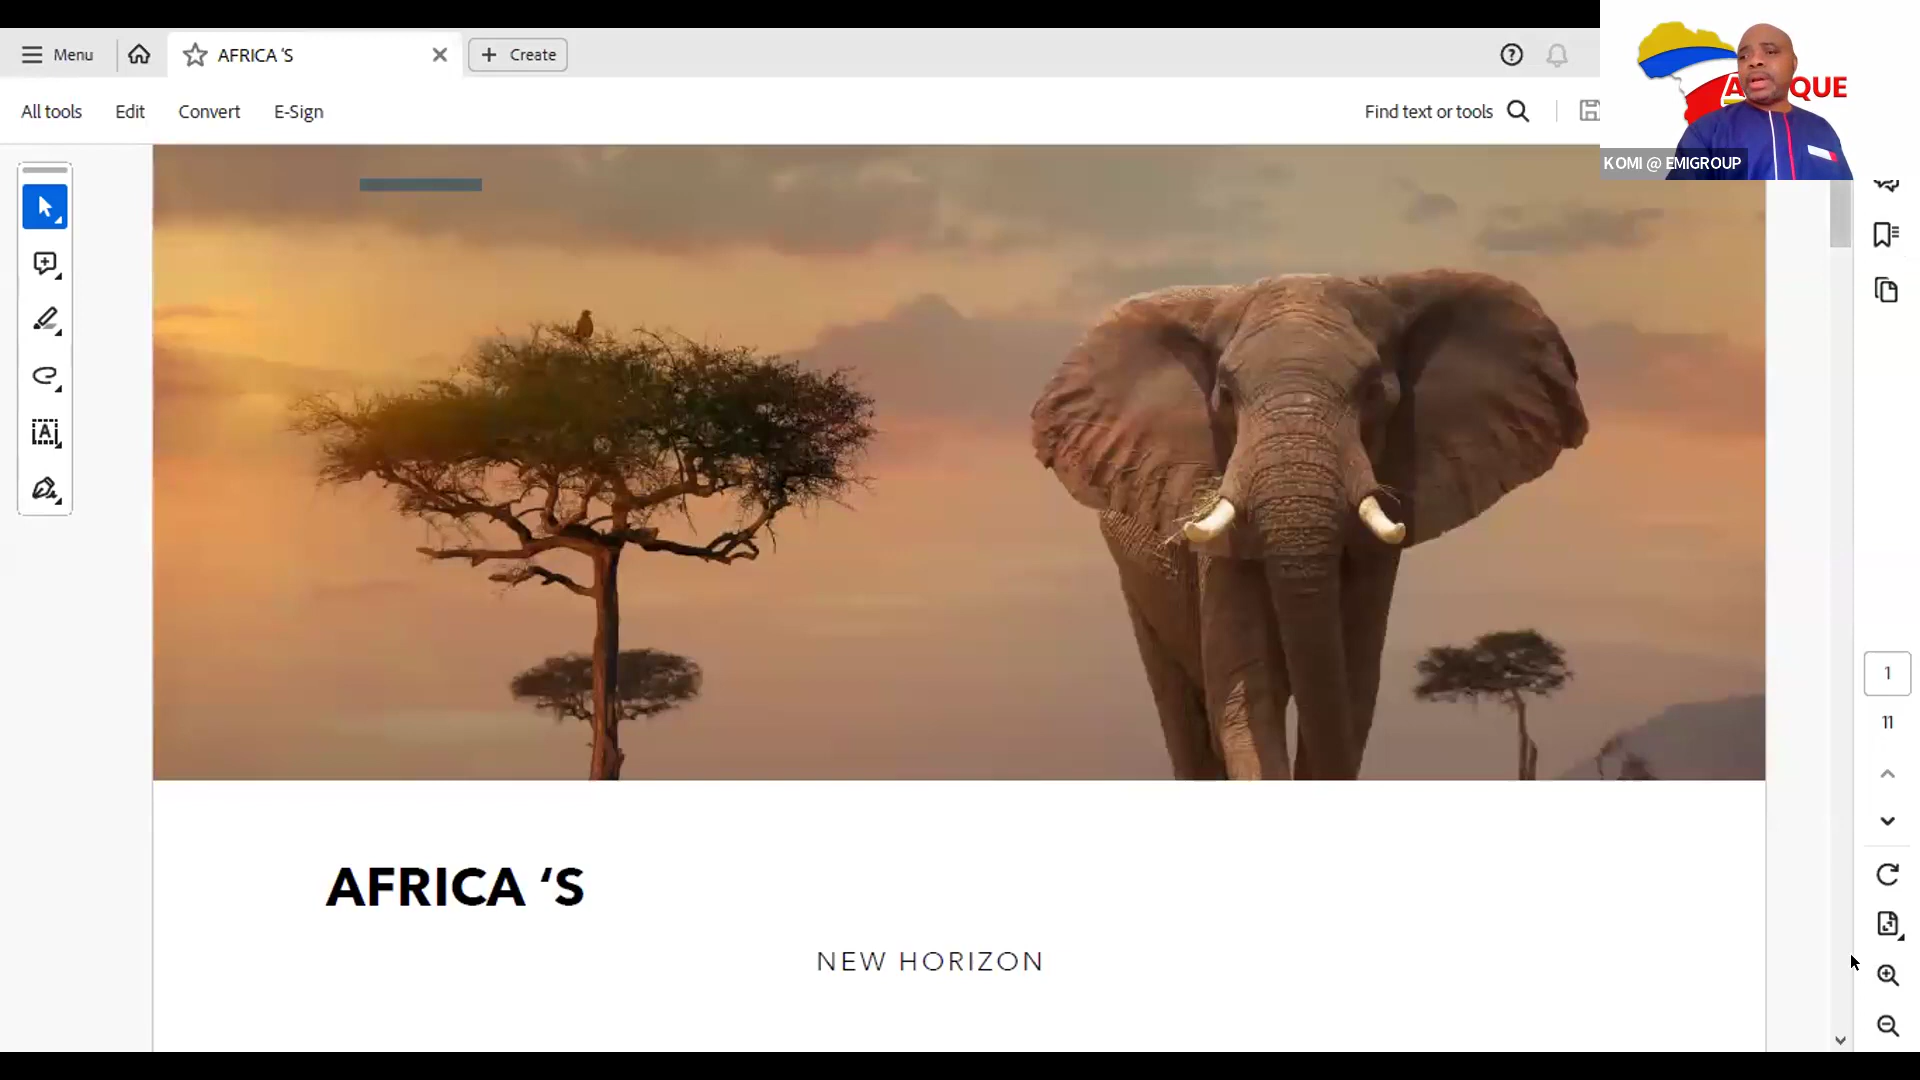 Menu
AFRICA 'S
Create
All tools
Edit
Convert
E-Sign
Find text or tools
QUE
KOMI @ EMIGROUP
1
11
AFRICA ‘S
NEW HORIZON